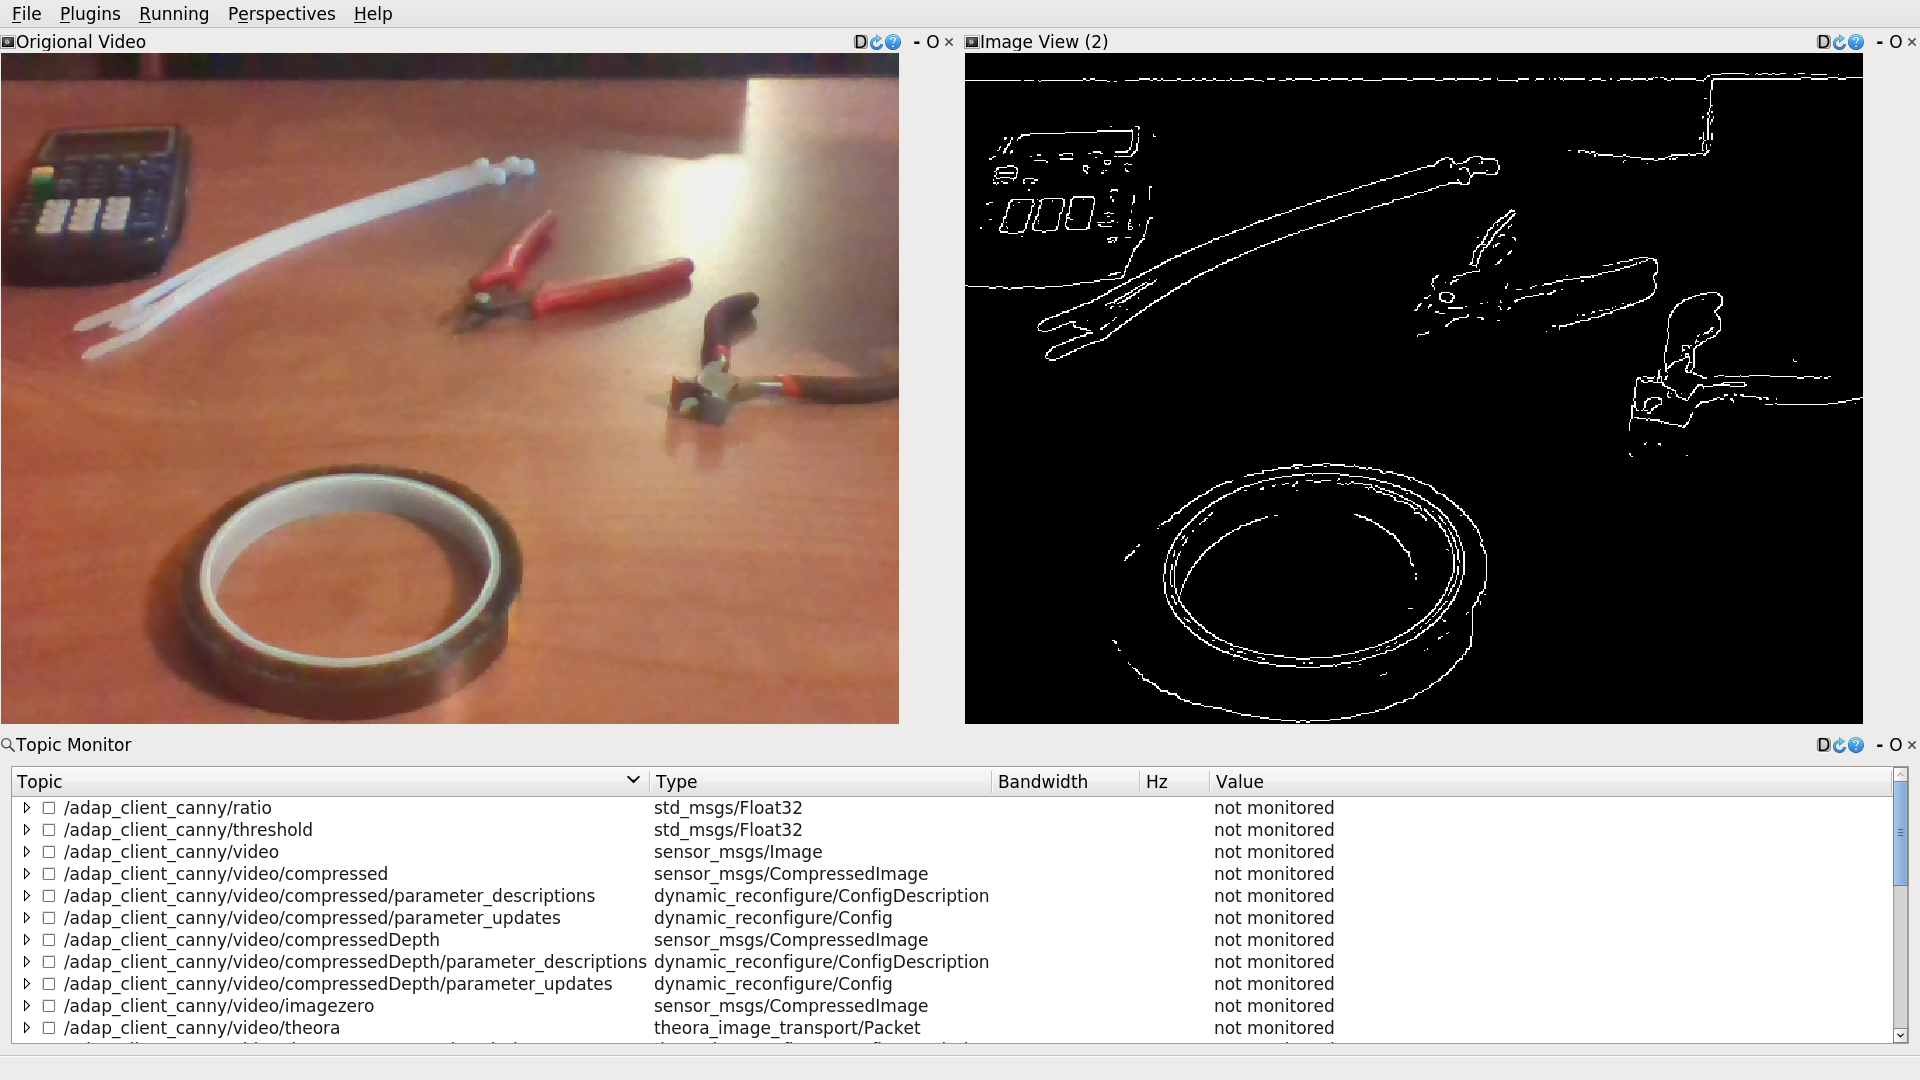 File Plugins Running Perspectives Help
Origional Video D ? - O ×
Image View (2) D ? - O ×
Topic Monitor D ? - O ×
Topic Type Bandwidth Hz Value
/adap_client_canny/ratio std_msgs/Float32 not monitored
/adap_client_canny/threshold std_msgs/Float32 not monitored
/adap_client_canny/video sensor_msgs/Image not monitored
/adap_client_canny/video/compressed sensor_msgs/CompressedImage not monitored
/adap_client_canny/video/compressed/parameter_descriptions dynamic_reconfigure/ConfigDescription not monitored
/adap_client_canny/video/compressed/parameter_updates dynamic_reconfigure/Config not monitored
/adap_client_canny/video/compressedDepth sensor_msgs/CompressedImage not monitored
/adap_client_canny/video/compressedDepth/parameter_descriptions dynamic_reconfigure/ConfigDescription not monitored
/adap_client_canny/video/compressedDepth/parameter_updates dynamic_reconfigure/Config not monitored
/adap_client_canny/video/imagezero sensor_msgs/CompressedImage not monitored
/adap_client_canny/video/theora theora_image_transport/Packet not monitored